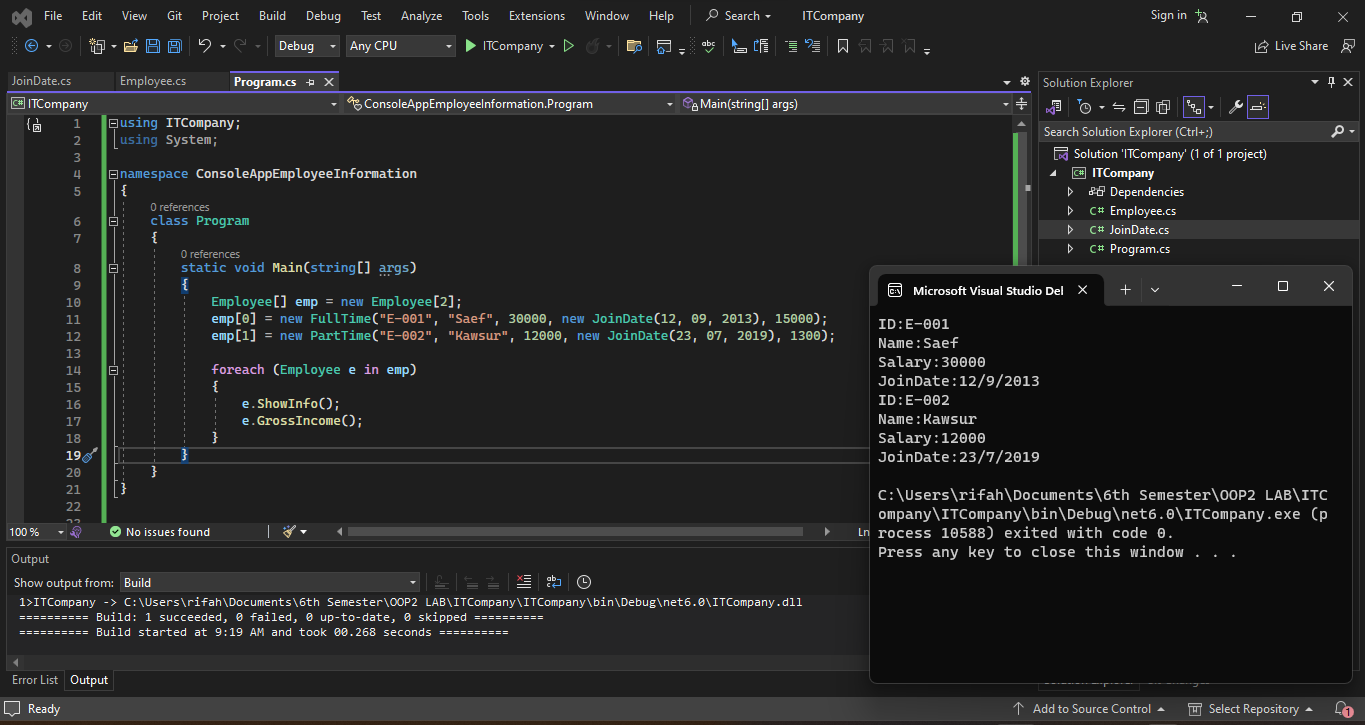 File Edit View Git Project Build Debug Test Analyze Tools Extensions Window Help Search ITCompany Sign in
Debug Any CPU ITCompany Live Share
JoinDate.cs Employee.cs Program.cs
ITCompany ConsoleAppEmployeeInformation.Program Main(string[] args)
1 using ITCompany;
2 using System;
3
4 namespace ConsoleAppEmployeeInformation
5 {
0 references
6 class Program
7 {
0 references
8 static void Main(string[] args)
9 {
10 Employee[] emp = new Employee[2];
11 emp[0] = new FullTime("E-001", "Saef", 30000, new JoinDate(12, 09, 2013), 15000);
12 emp[1] = new PartTime("E-002", "Kawsur", 12000, new JoinDate(23, 07, 2019), 1300);
13
14 foreach (Employee e in emp)
15 {
16 e.ShowInfo();
17 e.GrossIncome();
18 }
19 }
20 }
21 }
22
100 % No issues found Ln
Solution Explorer
Search Solution Explorer (Ctrl+;)
Solution 'ITCompany' (1 of 1 project)
ITCompany
Dependencies
Employee.cs
JoinDate.cs
Program.cs
Microsoft Visual Studio Del
ID:E-001
Name:Saef
Salary:30000
JoinDate:12/9/2013
ID:E-002
Name:Kawsur
Salary:12000
JoinDate:23/7/2019
C:\Users\rifah\Documents\6th Semester\OOP2 LAB\ITC
ompany\ITCompany\bin\Debug\net6.0\ITCompany.exe (p
rocess 10588) exited with code 0.
Press any key to close this window . . .
Output
Show output from: Build
1>ITCompany -> C:\Users\rifah\Documents\6th Semester\OOP2 LAB\ITCompany\ITCompany\bin\Debug\net6.0\ITCompany.dll
========== Build: 1 succeeded, 0 failed, 0 up-to-date, 0 skipped ==========
========== Build started at 9:19 AM and took 00.268 seconds ==========
Error List Output
Ready Add to Source Control Select Repository 1